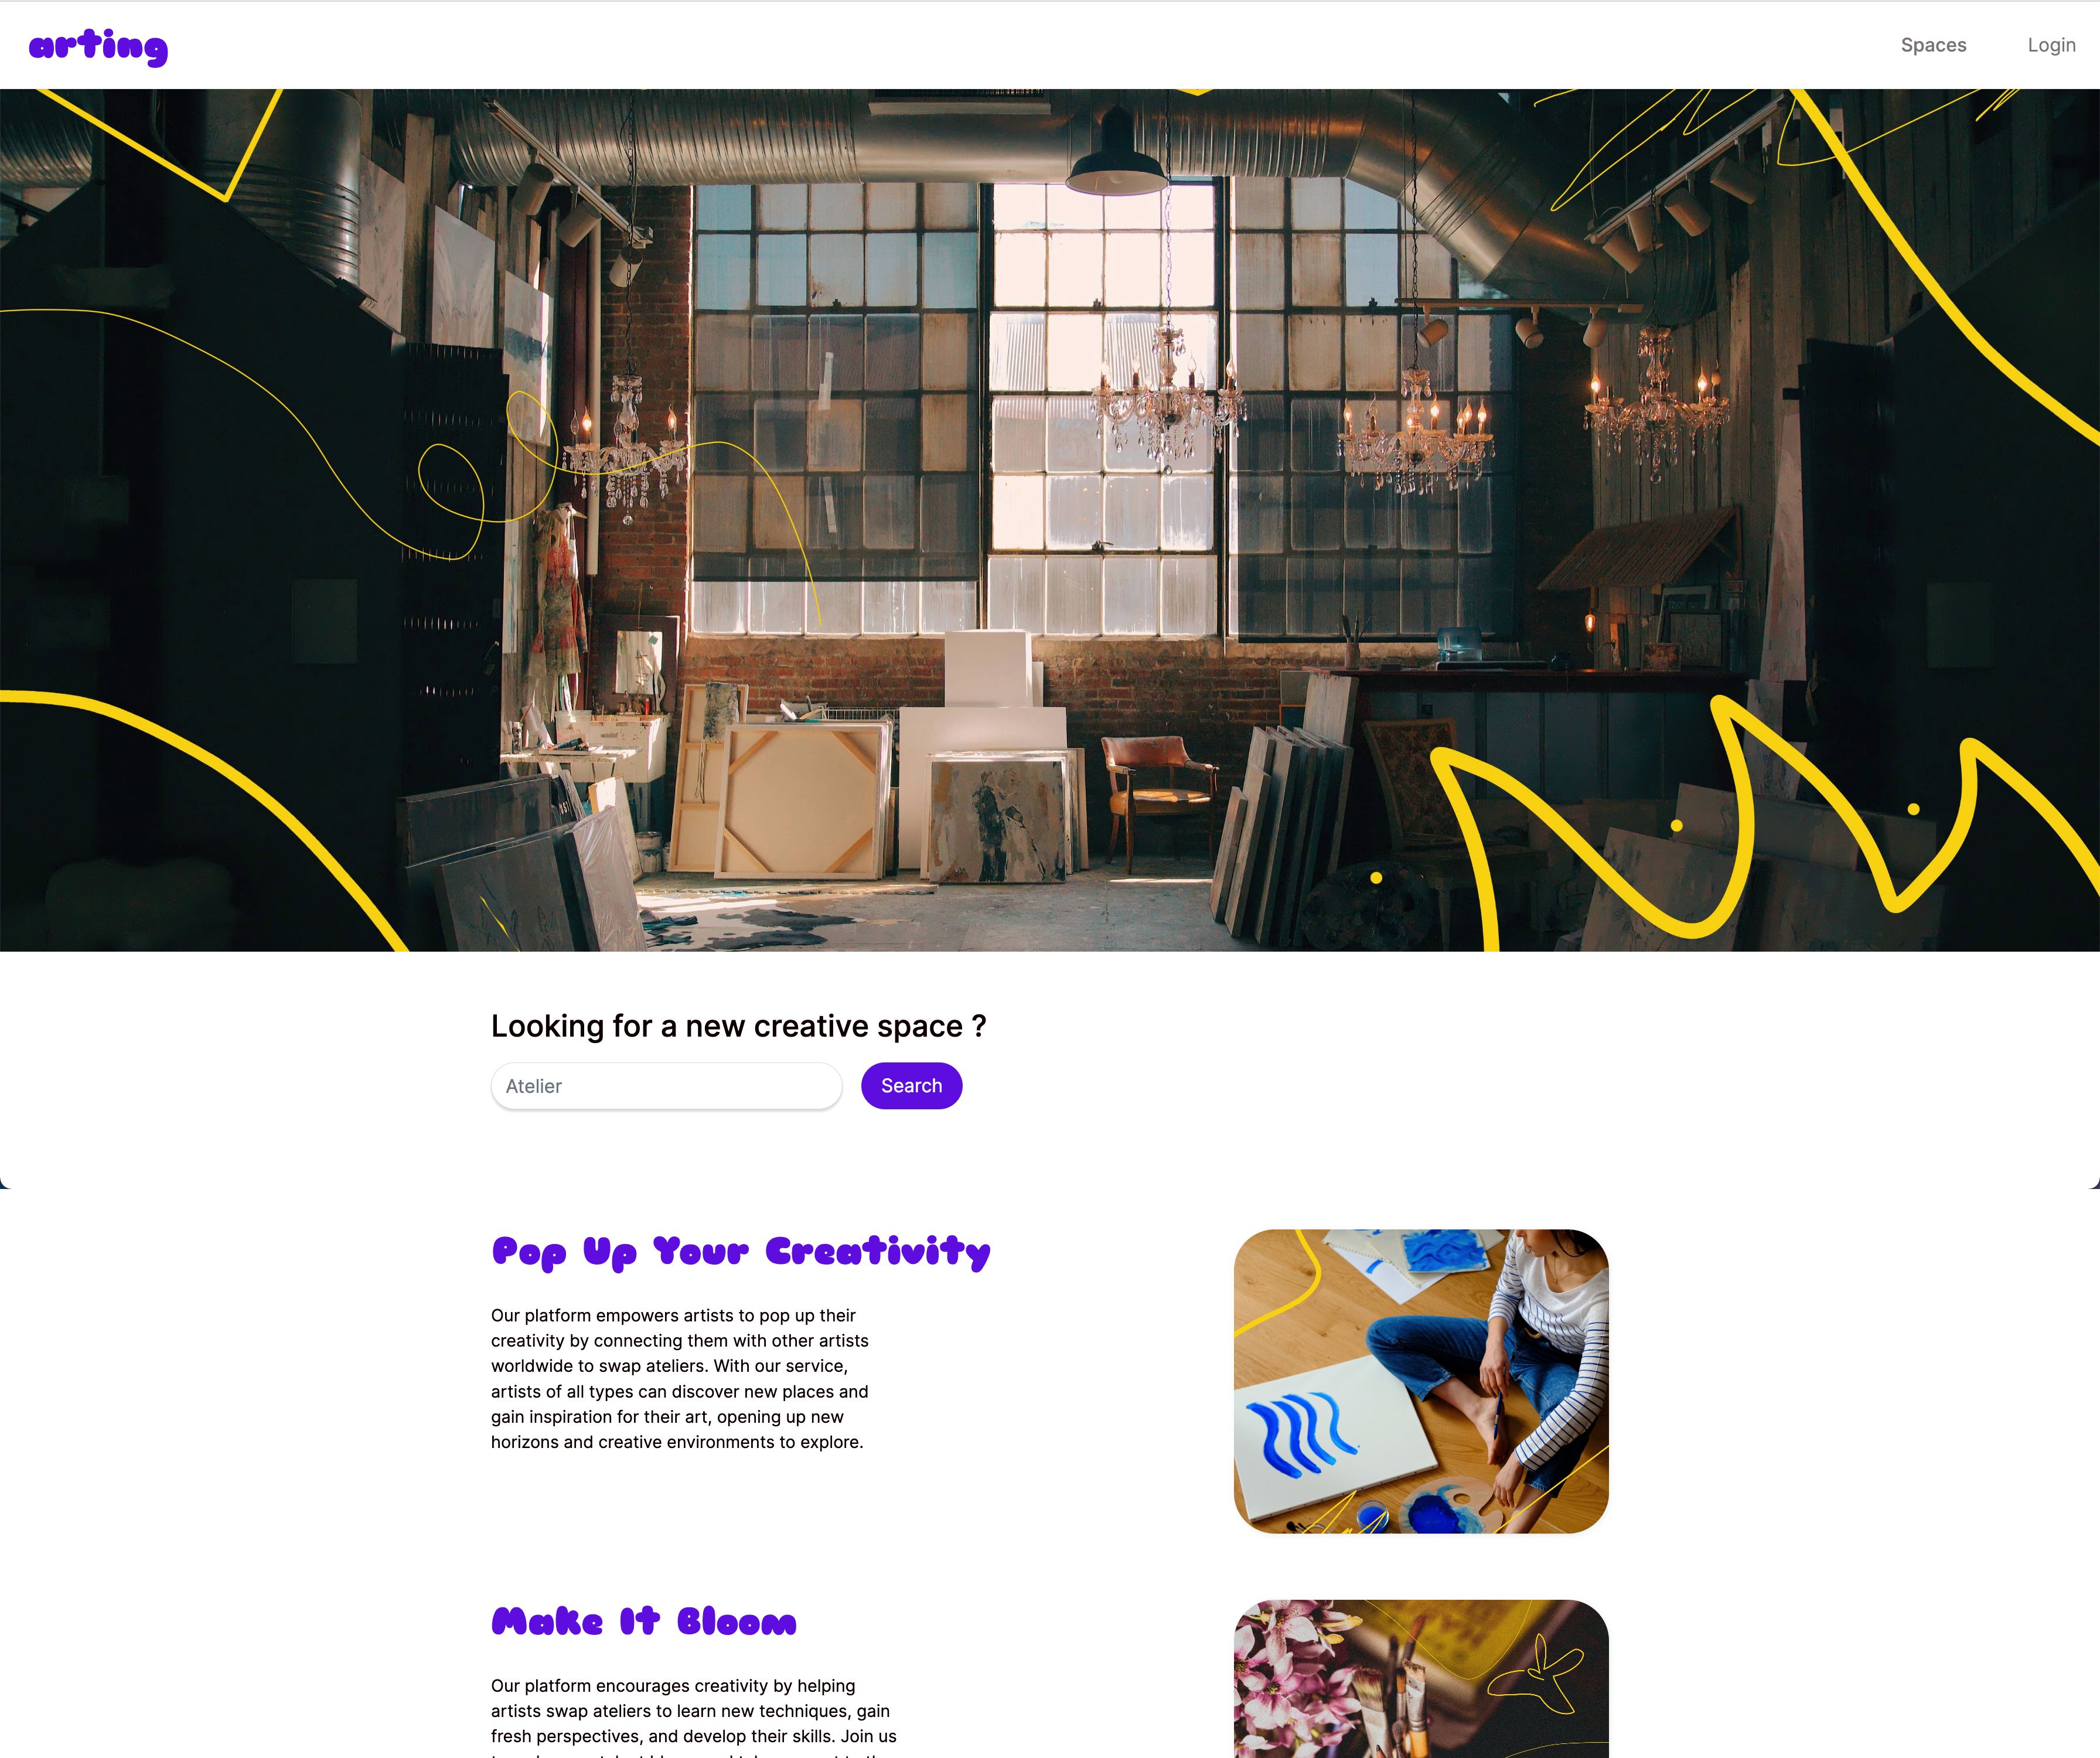 arting
Spaces
Login
Looking for a new creative space ?
Atelier
Search
Pop Up Your Creativity
Our platform empowers artists to pop up their
creativity by connecting them with other artists
worldwide to swap ateliers. With our service,
artists of all types can discover new places and
gain inspiration for their art, opening up new
horizons and creative environments to explore.
Make It Bloom
Our platform encourages creativity by helping
artists swap ateliers to learn new techniques, gain
fresh perspectives, and develop their skills. Join us